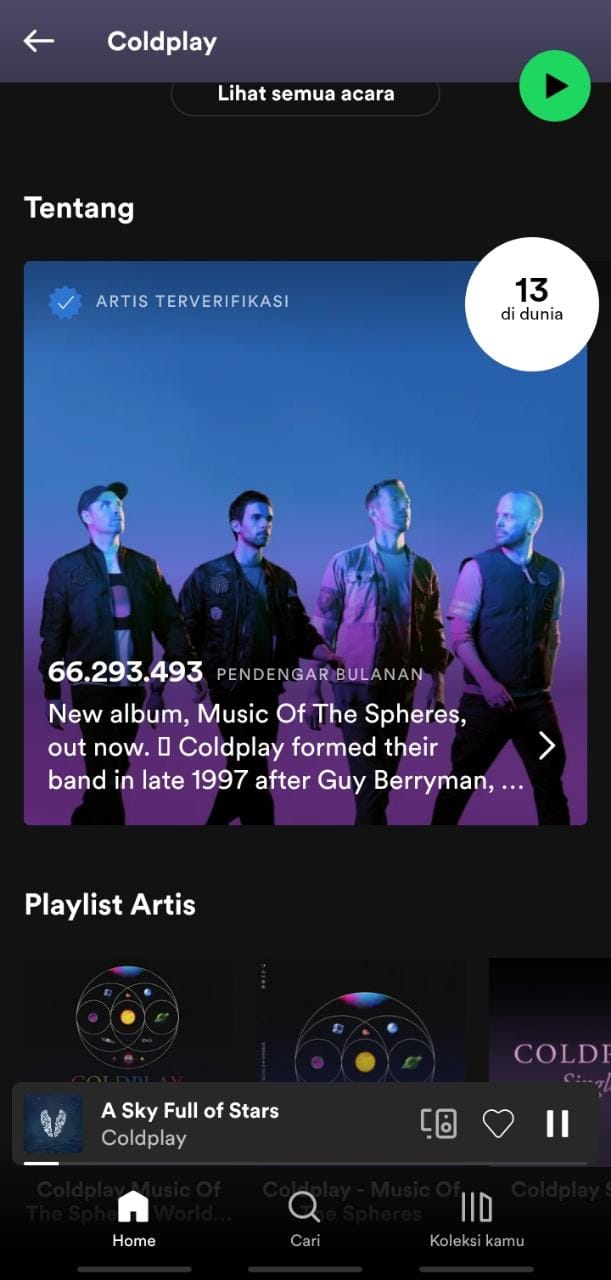 Coldplay
Lihat semua acara
Tentang
ARTIS TERVERIFIKASI
13
di dunia
66.293.493 PENDENGAR BULANAN
New album, Music Of The Spheres,
out now. Coldplay formed their
band in late 1997 after Guy Berryman, ...
Playlist Artis
COLDPLAY
COLDP
Singl
A Sky Full of Stars
Coldplay
Coldplay Music Of
The Sphe World...
Coldplay - Music Of
The Spheres
Coldplay S
Home
Cari
Koleksi kamu